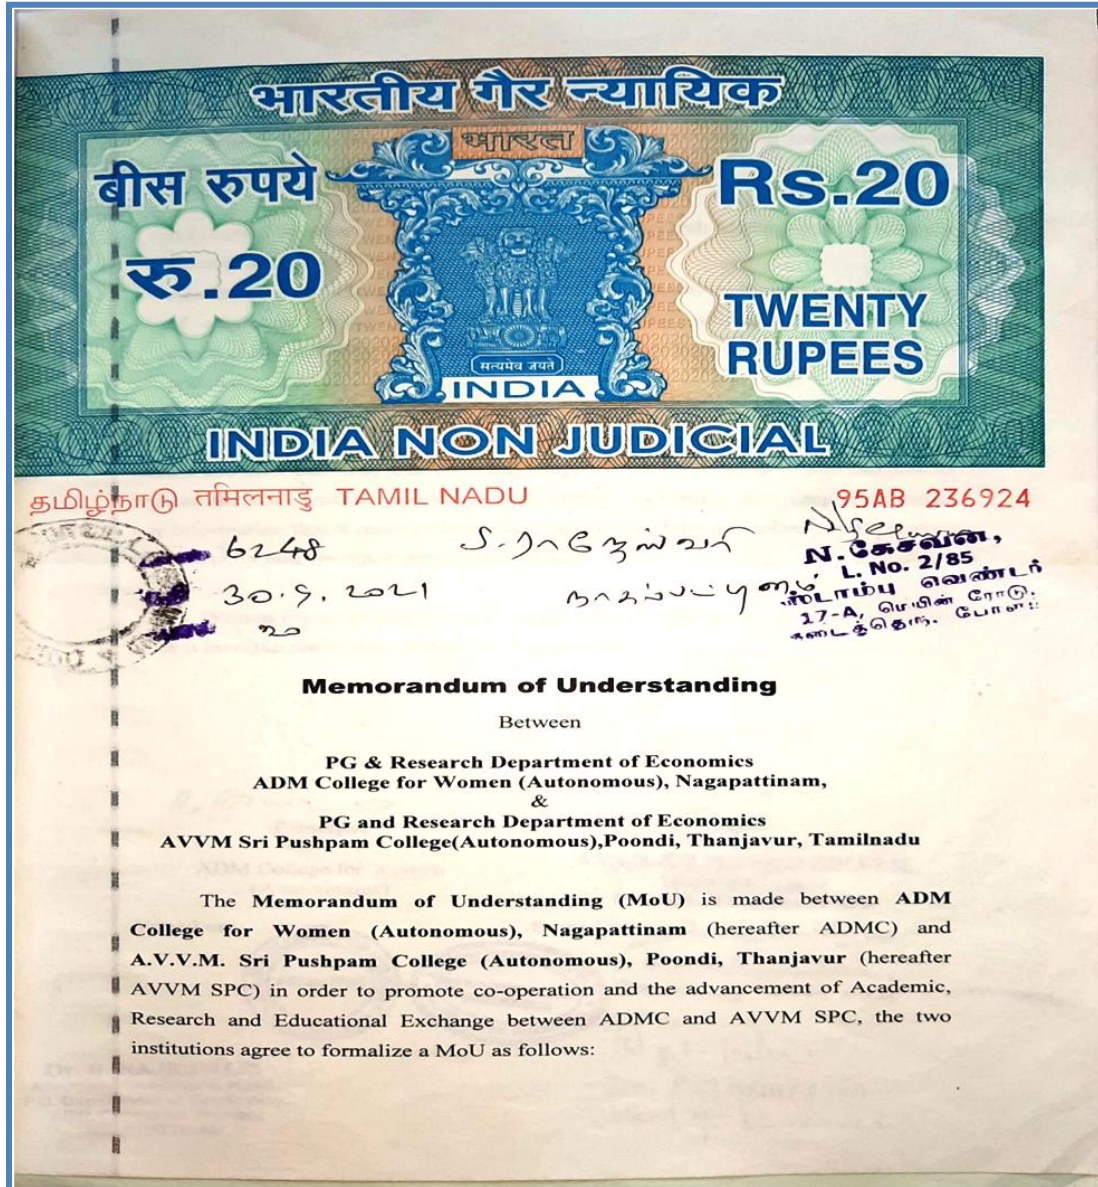 भारतीय गैर न्यायिक
भारत
बीस रुपये
रु.20
Rs.20
TWENTY
RUPEES
सत्यमेव जयते
INDIA
INDIA NON JUDICIAL
தமிழ்நாடு तमिलनाडु TAMIL NADU 95AB 236924
6248
30.9.2021
20
N. கேசவன்,
L. No. 2/85
ஸ்டாம்பு வெண்டர்
17-A, மெயின் ரோடு,
Memorandum of Understanding
Between
PG & Research Department of Economics
ADM College for Women (Autonomous), Nagapattinam,
&
PG and Research Department of Economics
AVVM Sri Pushpam College(Autonomous),Poondi, Thanjavur, Tamilnadu
The Memorandum of Understanding (MoU) is made between ADM
College for Women (Autonomous), Nagapattinam (hereafter ADMC) and
A.V.V.M. Sri Pushpam College (Autonomous), Poondi, Thanjavur (hereafter
AVVM SPC) in order to promote co-operation and the advancement of Academic,
Research and Educational Exchange between ADMC and AVVM SPC, the two
institutions agree to formalize a MoU as follows: